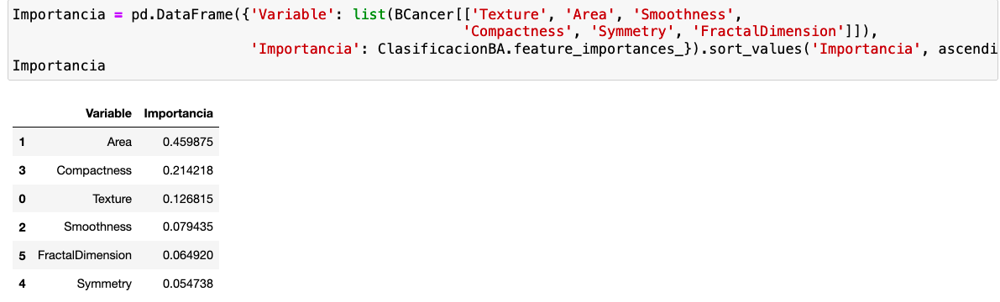 Importancia = pd.DataFrame({'Variable': list(BCancer[['Texture', 'Area', 'Smoothness',
'Compactness', 'Symmetry', 'FractalDimension']]),
'Importancia': ClasificacionBA.feature_importances_}).sort_values('Importancia', ascendi
Importancia
Variable Importancia
1 Area 0.459875
3 Compactness 0.214218
0 Texture 0.126815
2 Smoothness 0.079435
5 FractalDimension 0.064920
4 Symmetry 0.054738